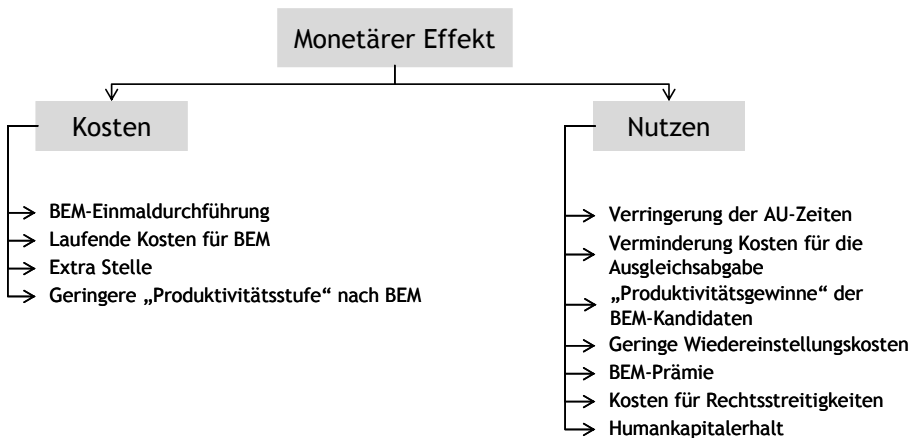 Monetärer Effekt
Kosten
Nutzen
BEM-Einmaldurchführung
Laufende Kosten für BEM
Extra Stelle
Geringere „Produktivitätsstufe“ nach BEM
Verringerung der AU-Zeiten
Verminderung Kosten für die
Ausgleichsabgabe
„Produktivitätsgewinne“ der
BEM-Kandidaten
Geringe Wiedereinstellungskosten
BEM-Prämie
Kosten für Rechtsstreitigkeiten
Humankapitalerhalt